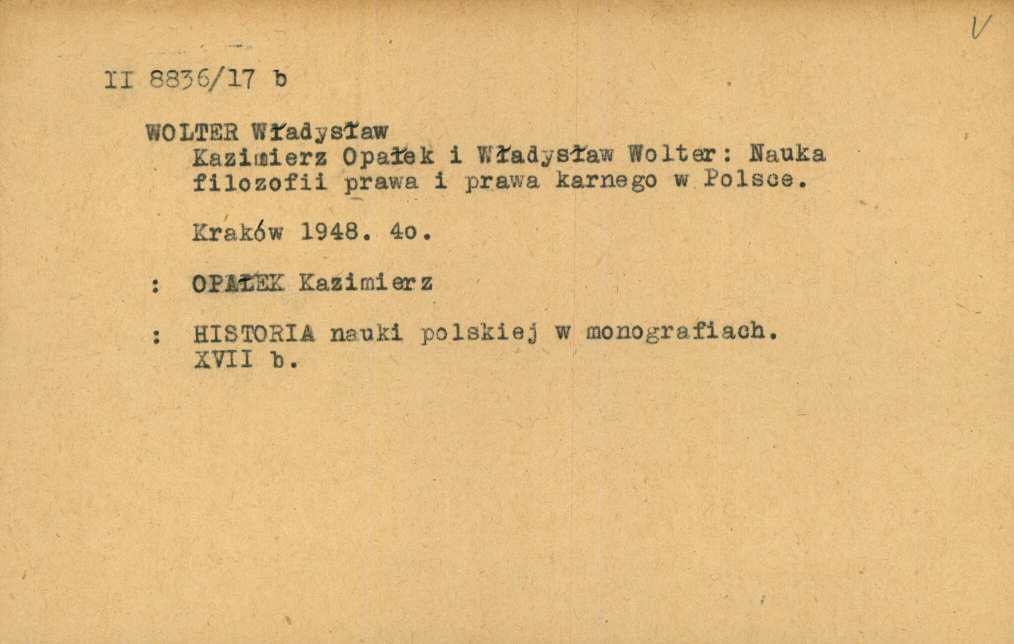 V
II 8836/17 b
WOLTER Władysław
Kazimierz Opałek i Władysław Wolter: Nauka
filozofii prawa i prawa karnego w Polsce.
Kraków 1948. 4o.
: OPAŁEK Kazimierz
: HISTORIA nauki polskiej w monografiach.
XVII b.